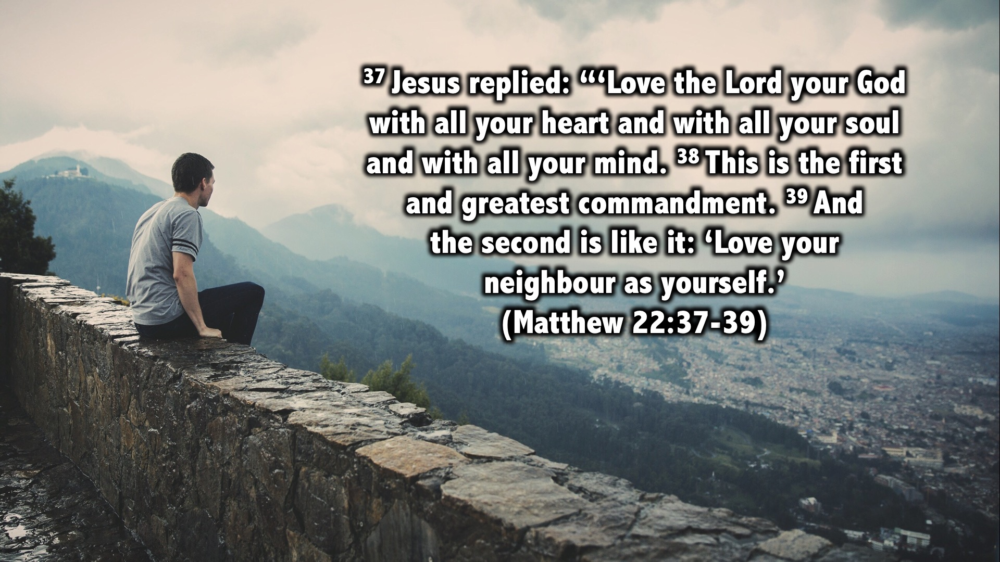 37 Jesus replied: “‘Love the Lord your God
with all your heart and with all your soul
and with all your mind. 38 This is the first
and greatest commandment. 39 And
the second is like it: ‘Love your
neighbour as yourself.’
(Matthew 22:37-39)